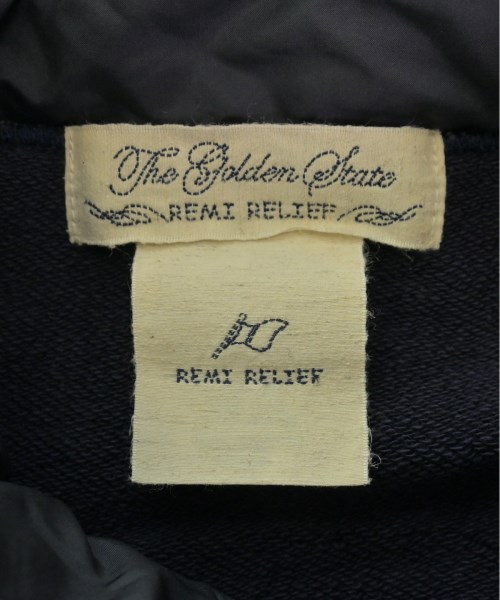 The Golden State
REMI RELIEF
REMI RELIEF